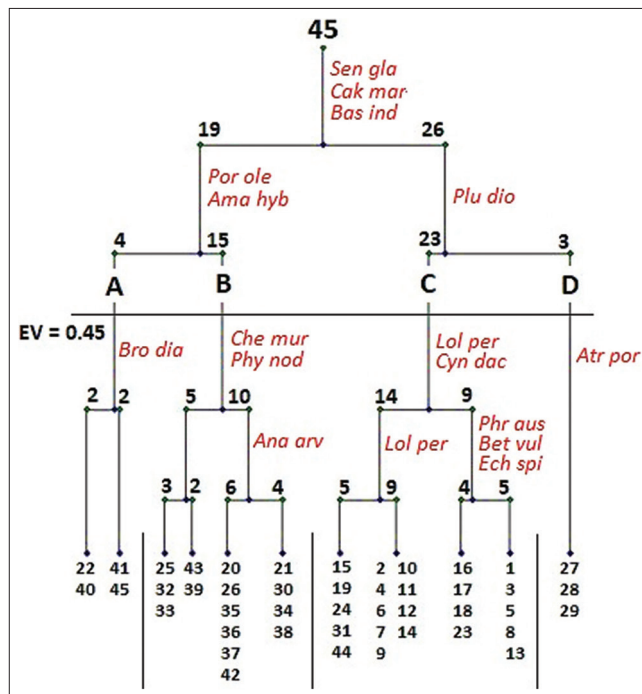 45
Sen gla
Cak mar
Bas ind
19 26
Por ole
Ama hyb
Plu dio
4 15 23 3
A B C D
EV = 0.45
Bro dia
Che mur
Phy nod
Lol per
Cyn dac
Atr por
2 2 5 10 14 9
Ana arv
Lol per
Phr aus
Bet vul
Ech spi
3 2 6 4 5 9 4 5
22 41 25 43 20 21 15 2 10 16 1 27
40 45 32 39 26 30 19 4 11 17 3 28
33 35 34 24 6 12 18 5 29
36 38 31 7 14 23 8
37 44 9 13
42